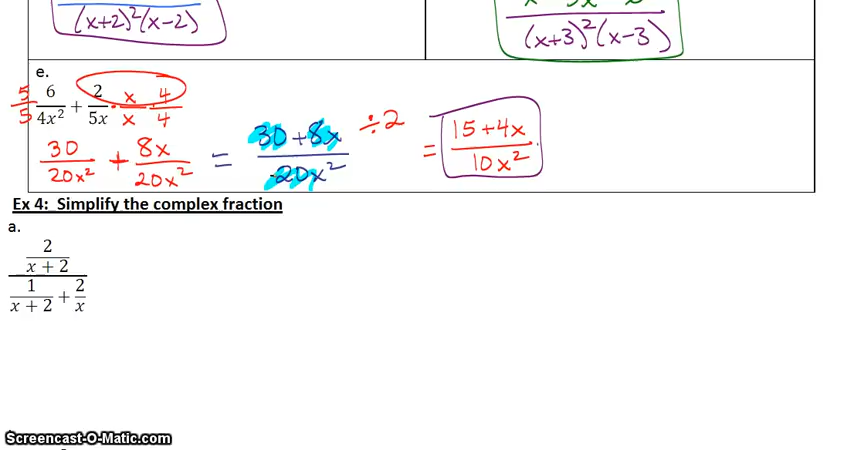 (x+2)²(x-2)
(x+3)²(x-3)
e.
5/5 6/4x² + 2/5x · x/x 4/4
30/20x² + 8x/20x² = 30+8x/20x² ÷2 = 15+4x/10x²
Ex 4:  Simplify the complex fraction
a.
2
x + 2
1/x + 2 + 2/x
Screencast-O-Matic.com